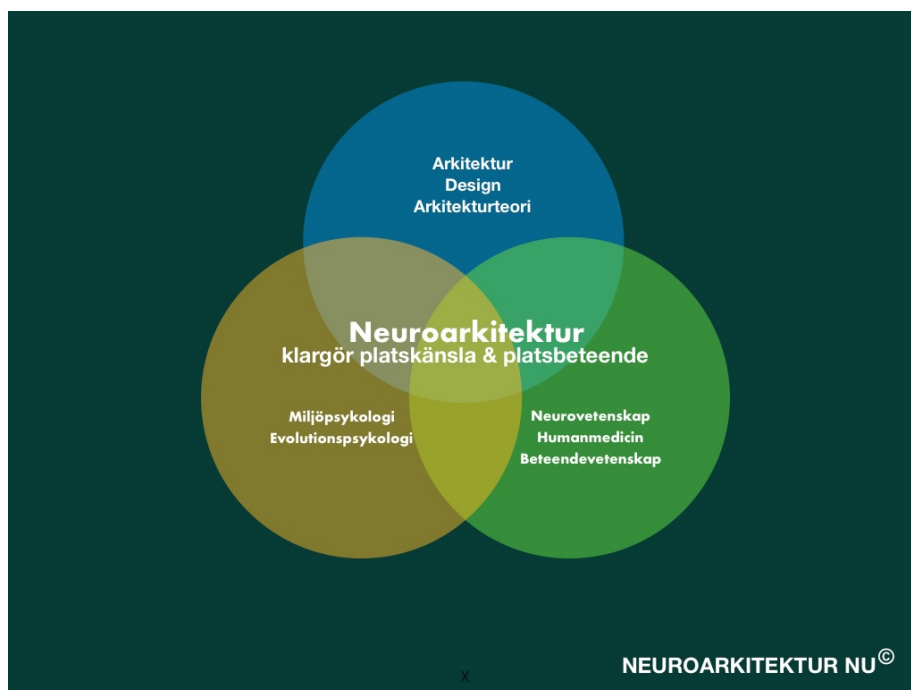 Arkitektur
Design
Arkitekturteori
Neuroarkitektur
klargör platskänsla & platsbeteende
Miljöpsykologi
Evolutionspsykologi
Neurovetenskap
Humanmedicin
Beteendevetenskap
X
NEUROARKITEKTUR NU©